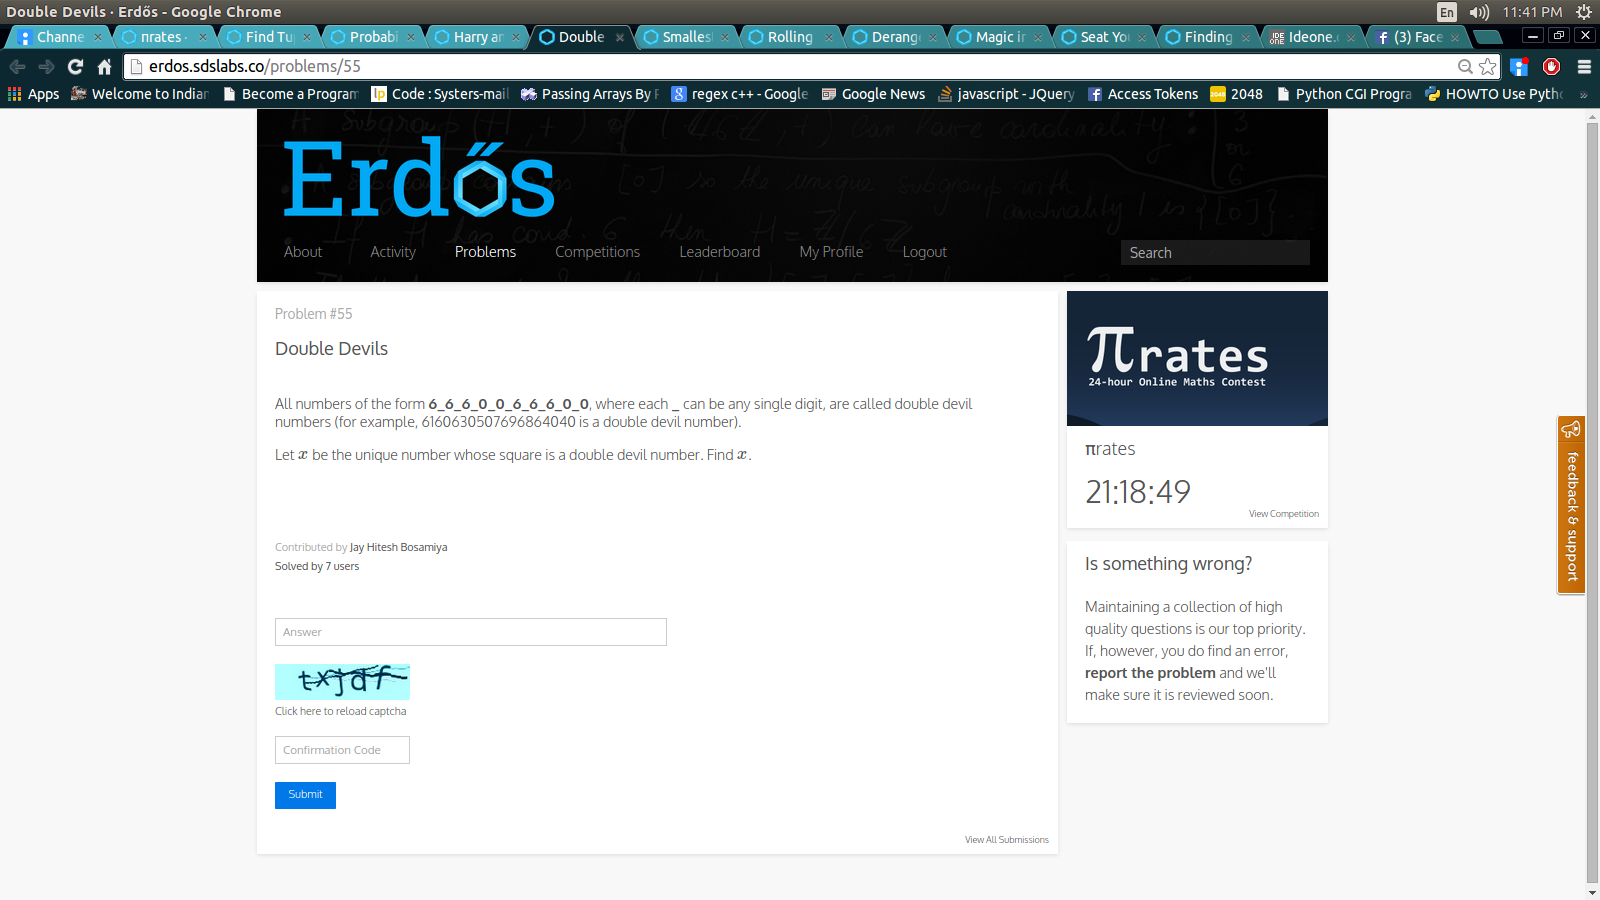 Double Devils · Erdős - Google Chrome
En
11:41 PM
Channe
πrates ·
Find Tu
Probabi
Harry an
Double
Smalles
Rolling
Derang
Magic in
Seat Yo
Finding
Ideone.c
(3) Face
erdos.sdslabs.co/problems/55
Apps
Welcome to Indian
Become a Program
Code : Systers-mail
Passing Arrays By F
regex c++ - Google
Google News
javascript - JQuery
Access Tokens
2048
Python CGI Progra
HOWTO Use Pytho
»
Erdős
About
Activity
Problems
Competitions
Leaderboard
My Profile
Logout
Search
Problem #55
Double Devils
All numbers of the form 6_6_6_0_0_6_6_6_0_0, where each _ can be any single digit, are called double devil
numbers (for example, 6160630507696864040 is a double devil number).
Let x be the unique number whose square is a double devil number. Find x.
Contributed by Jay Hitesh Bosamiya
Solved by 7 users
Answer
txjdf
Click here to reload captcha
Confirmation Code
Submit
View All Submissions
πrates
24-hour Online Maths Contest
πrates
21:18:49
View Competition
Is something wrong?
Maintaining a collection of high
quality questions is our top priority.
If, however, you do find an error,
report the problem and we'll
make sure it is reviewed soon.
feedback & support